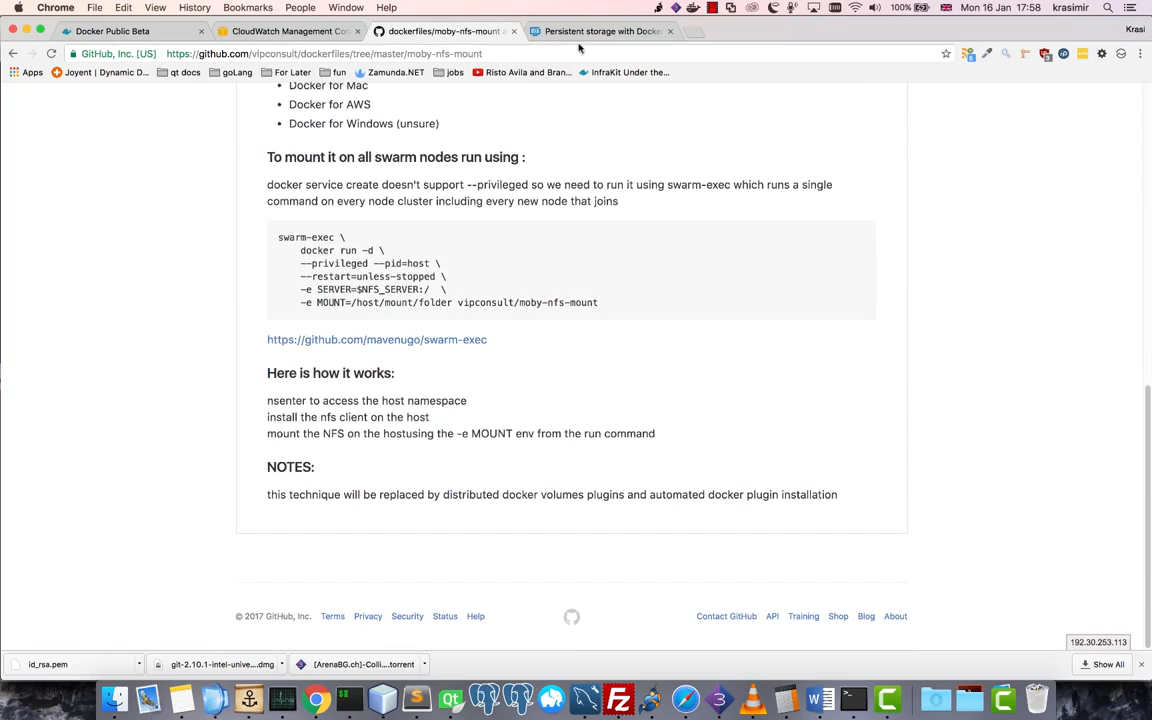 Chrome File Edit View History Bookmarks People Window Help 100% Mon 16 Jan 17:58 krasimir
Docker Public Beta CloudWatch Management Con dockerfiles/moby-nfs-mount a Persistent storage with Docker Krasi
GitHub, Inc. [US] https://github.com/vipconsult/dockerfiles/tree/master/moby-nfs-mount
Apps Joyent | Dynamic D... qt docs goLang For Later fun Zamunda.NET jobs Risto Avila and Bran... InfraKit Under the...
• Docker for Mac
• Docker for AWS
• Docker for Windows (unsure)
To mount it on all swarm nodes run using :
docker service create doesn't support --privileged so we need to run it using swarm-exec which runs a single
command on every node cluster including every new node that joins
swarm-exec \
docker run -d \
--privileged --pid=host \
--restart=unless-stopped \
-e SERVER=$NFS_SERVER:/ \
-e MOUNT=/host/mount/folder vipconsult/moby-nfs-mount
https://github.com/mavenugo/swarm-exec
Here is how it works:
nsenter to access the host namespace
install the nfs client on the host
mount the NFS on the hostusing the -e MOUNT env from the run command
NOTES:
this technique will be replaced by distributed docker volumes plugins and automated docker plugin installation
© 2017 GitHub, Inc. Terms Privacy Security Status Help Contact GitHub API Training Shop Blog About
192.30.253.113
id_rsa.pem git-2.10.1-intel-unive....dmg [ArenaBG.ch]-Colli....torrent Show All